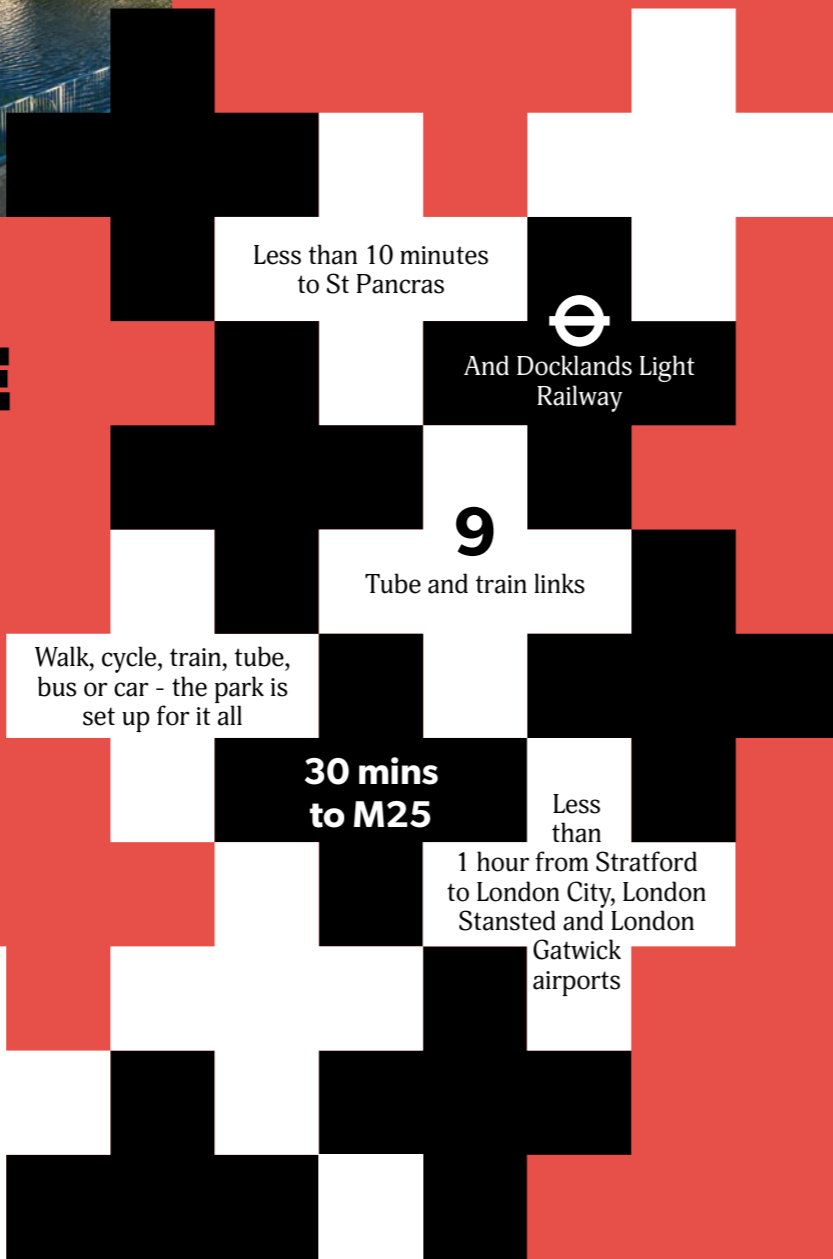 Less than 10 minutes
to St Pancras
And Docklands Light
Railway
9
Tube and train links
Walk, cycle, train, tube,
bus or car - the park is
set up for it all
30 mins
to M25
Less
than
1 hour from Stratford
to London City, London
Stansted and London
Gatwick
airports